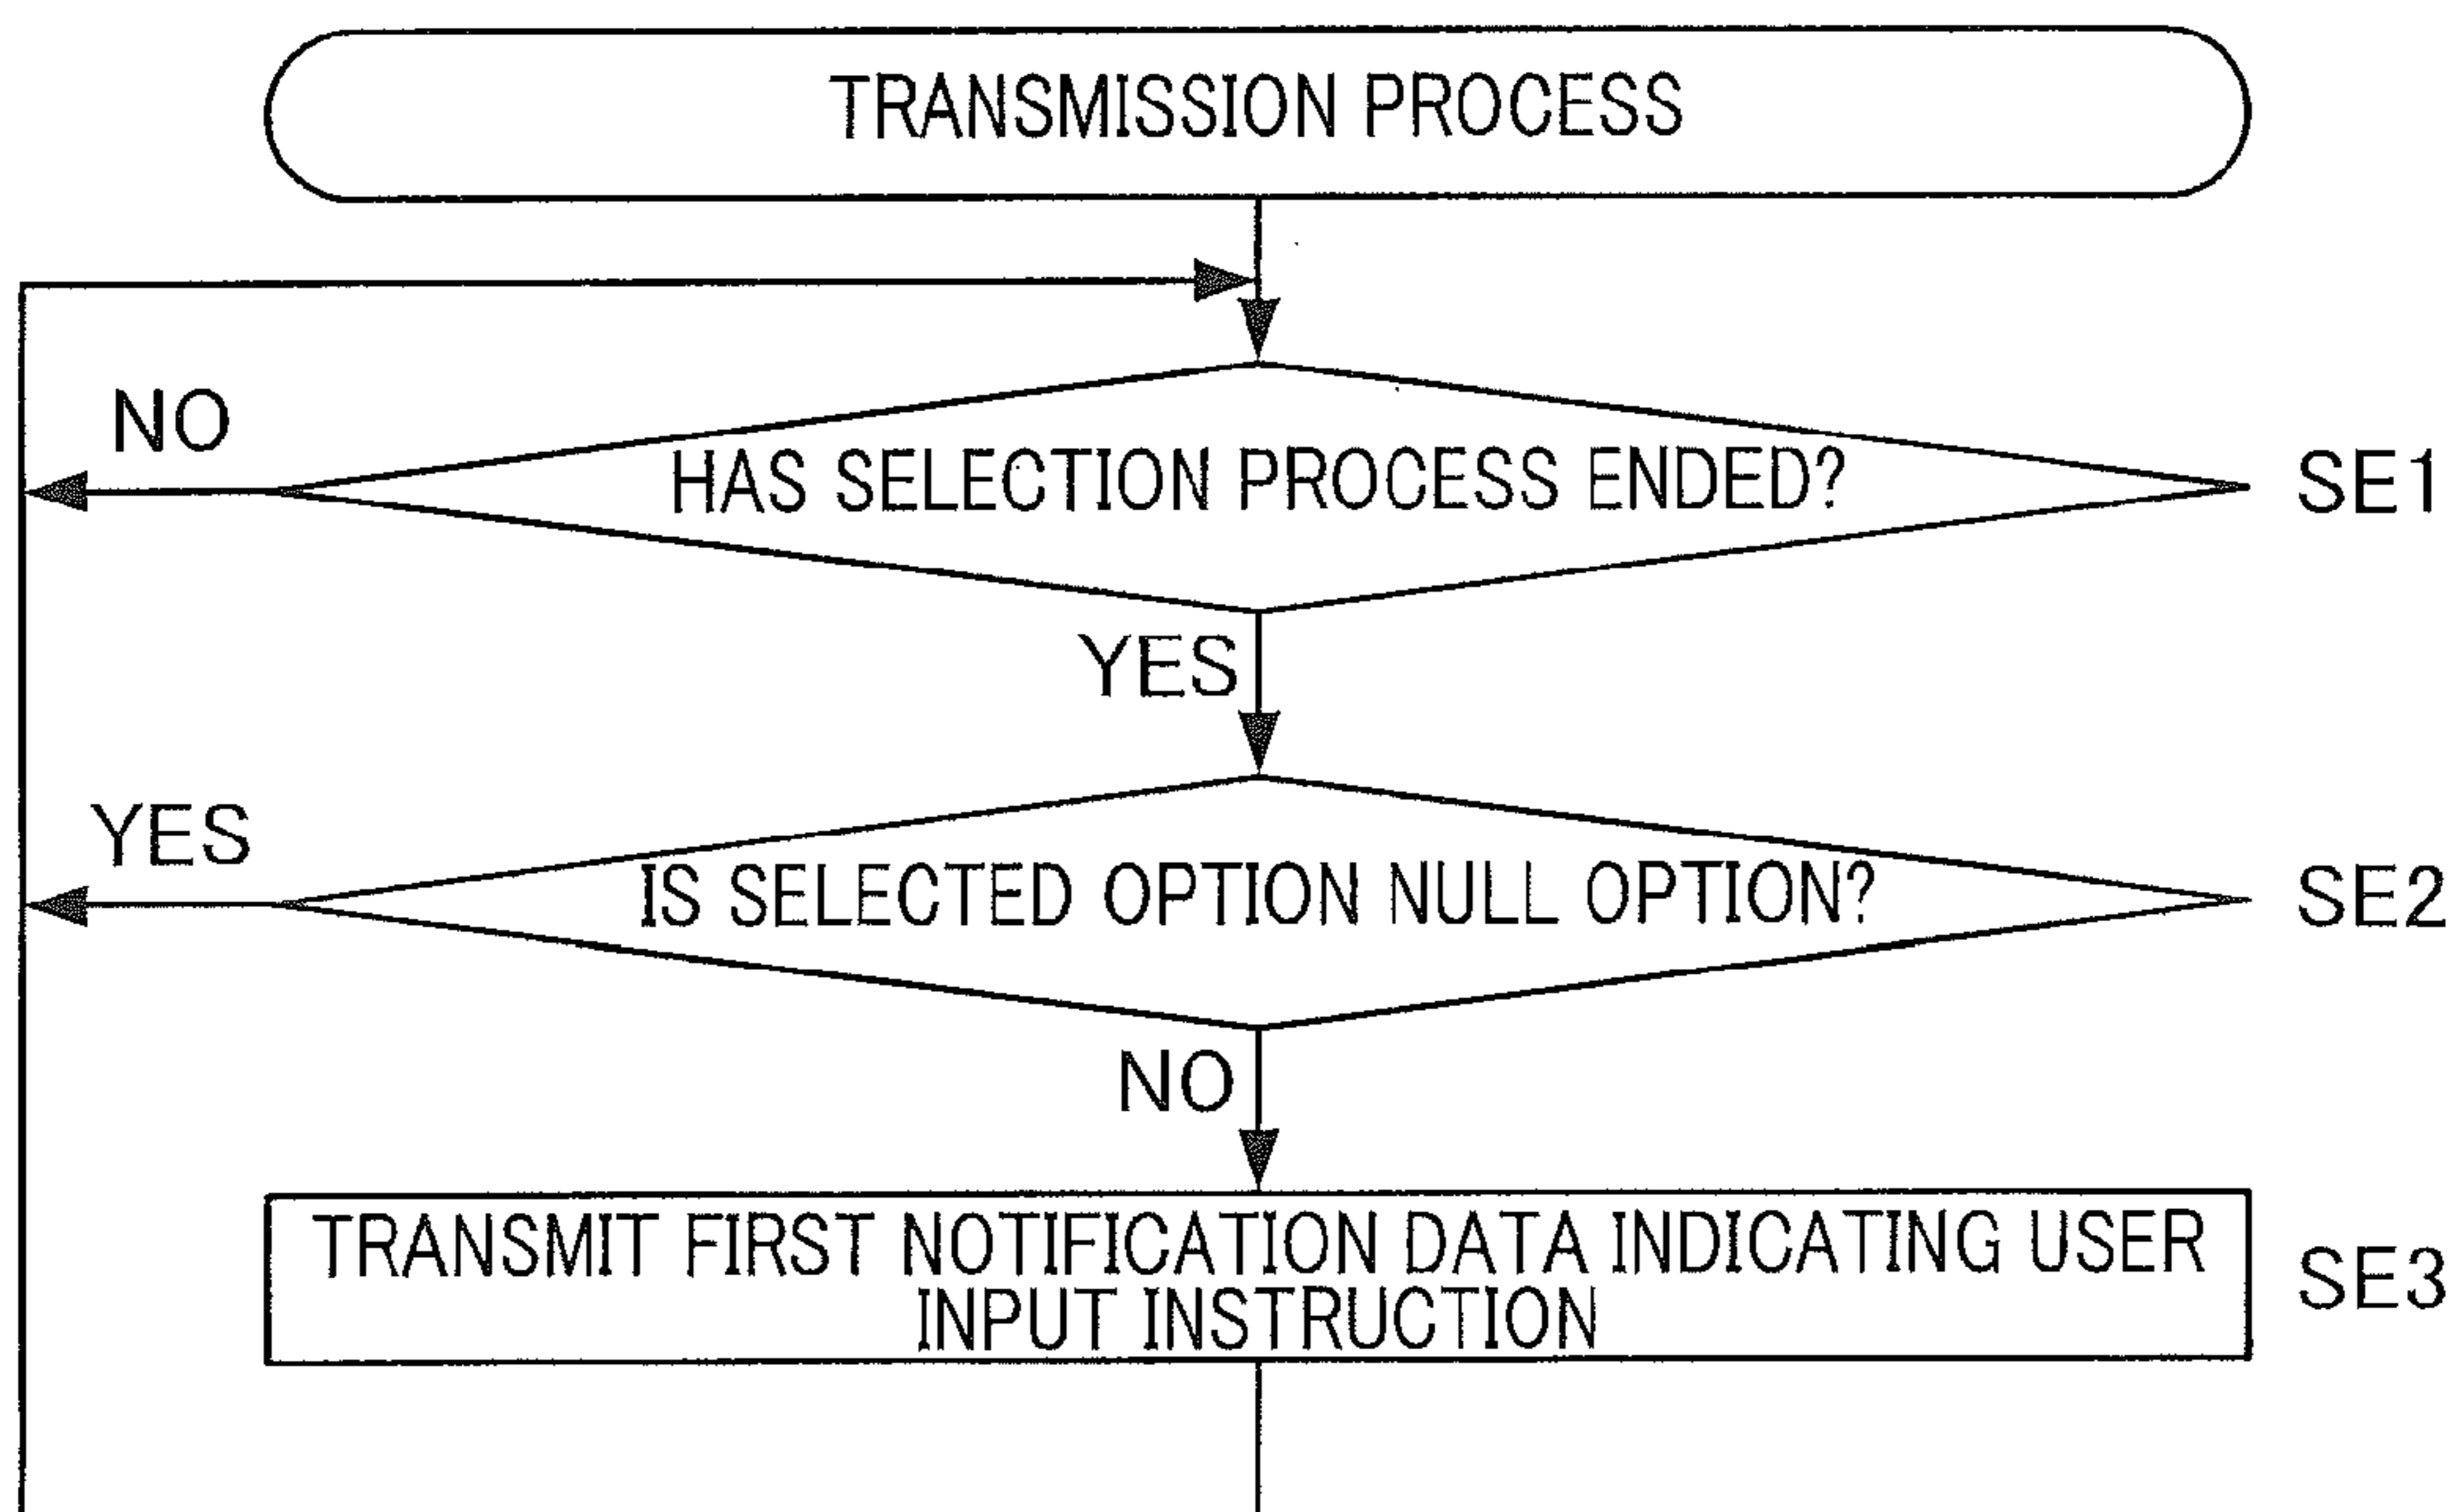 TRANSMISSION PROCESS
NO
HAS SELECTION PROCESS ENDED?
SE1
YES
YES
IS SELECTED OPTION NULL OPTION?
SE2
NO
TRANSMIT FIRST NOTIFICATION DATA INDICATING USER
INPUT INSTRUCTION
SE3